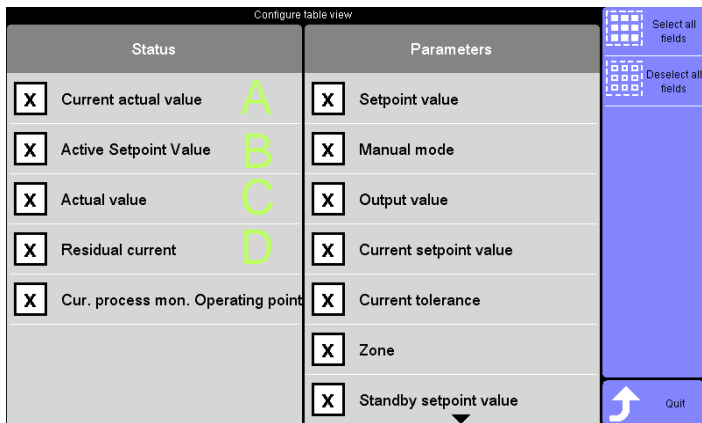 Configure table view
Status
Parameters
Select all
fields
Deselect all
fields
X Current actual value A
X Active Setpoint Value B
X Actual value C
X Residual current D
X Cur. process mon. Operating point
X Setpoint value
X Manual mode
X Output value
X Current setpoint value
X Current tolerance
X Zone
X Standby setpoint value
Quit